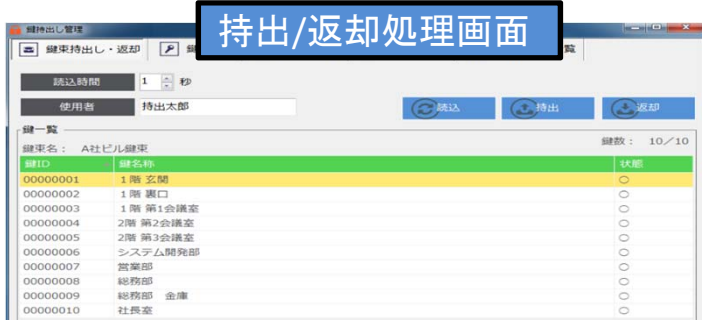 鍵持出し管理
持出/返却処理画面
鍵束持出し・返却
覧
読込時間 1 秒
使用者 持出太郎 読込 持出 返却
鍵一覧
鍵束名： A社ビル鍵束 鍵数： 10/10
鍵ID 鍵名称 状態
00000001 1階 玄関 ○
00000002 1階 裏口 ○
00000003 1階 第1会議室 ○
00000004 2階 第2会議室 ○
00000005 2階 第3会議室 ○
00000006 システム開発部 ○
00000007 営業部 ○
00000008 総務部 ○
00000009 総務部 金庫 ○
00000010 社長室 ○